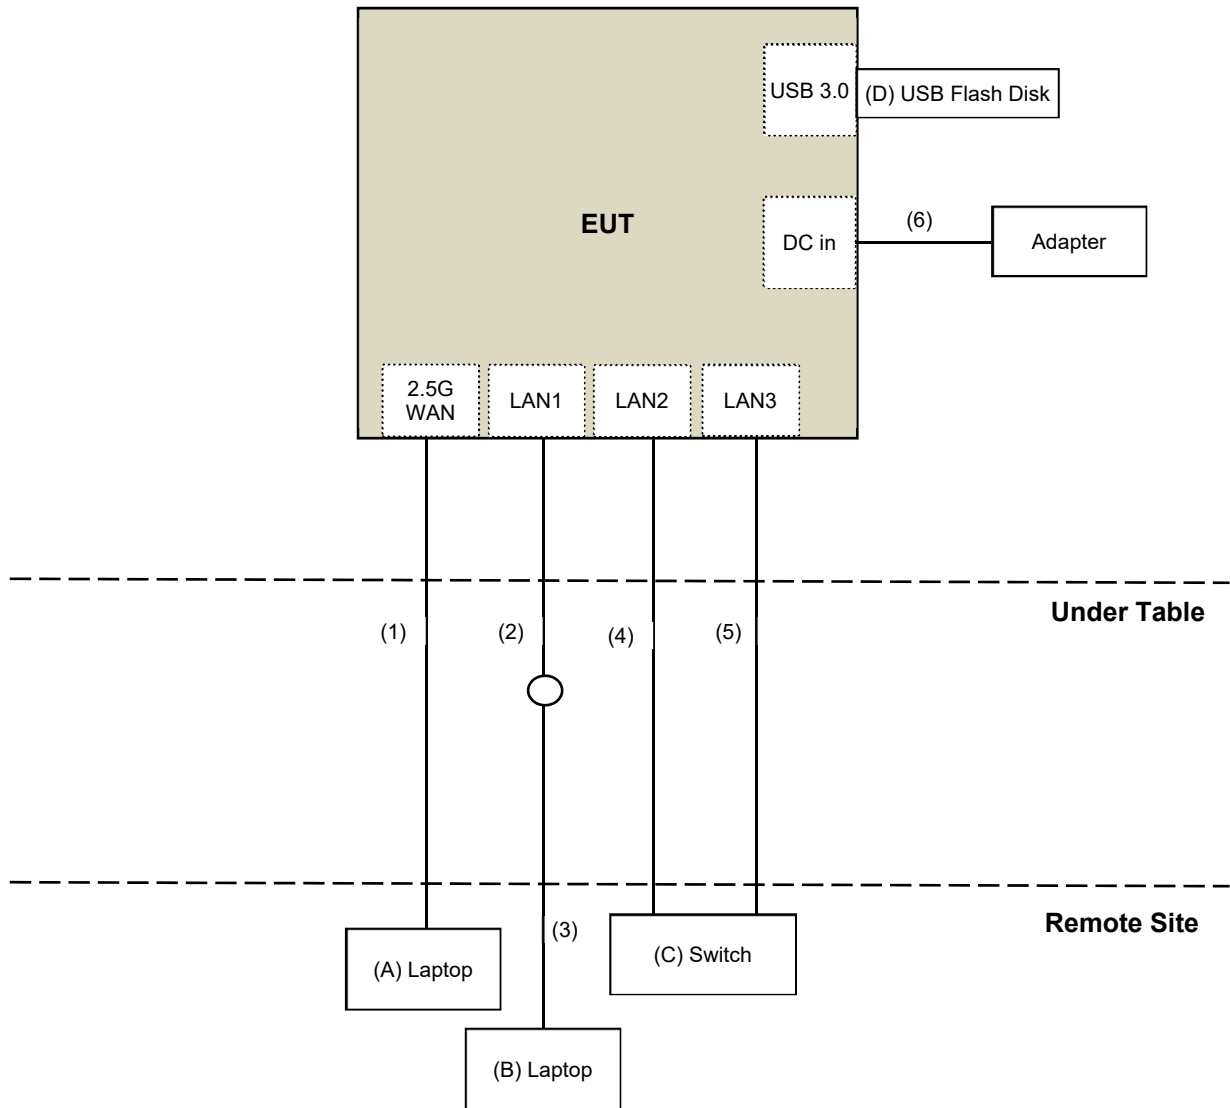 USB 3.0
(D) USB Flash Disk
EUT
DC in
(6)
Adapter
2.5G
WAN
LAN1
LAN2
LAN3
Under Table
(1)
(2)
(4)
(5)
Remote Site
(A) Laptop
(3)
(C) Switch
(B) Laptop